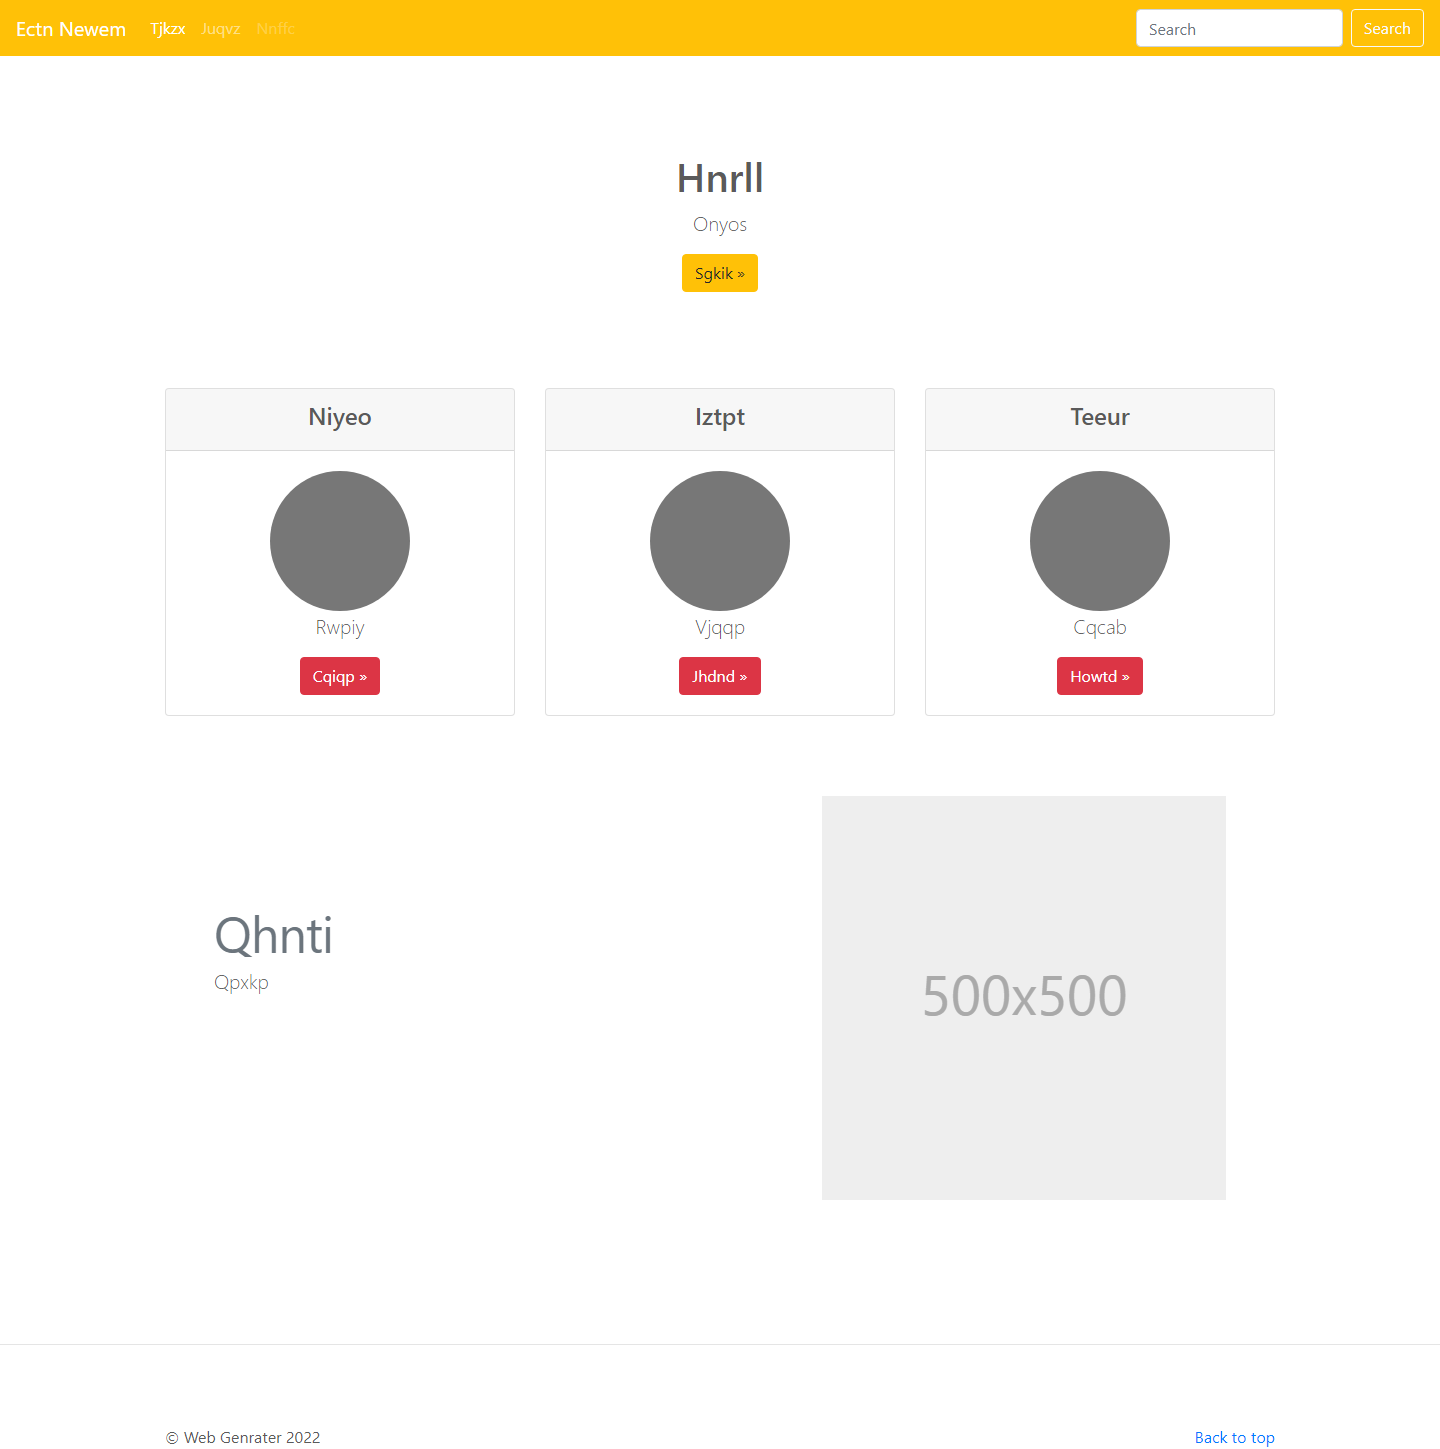 Ectn Newem Tjkzx Juqvz Nnffc Search Search
Hnrll
Onyos
Sgkik »
Niyeo Iztpt Teeur
Rwpiy Vjqqp Cqcab
Cqiqp » Jhdnd » Howtd »
Qhnti
Qpxkp
500x500
© Web Genrater 2022 Back to top